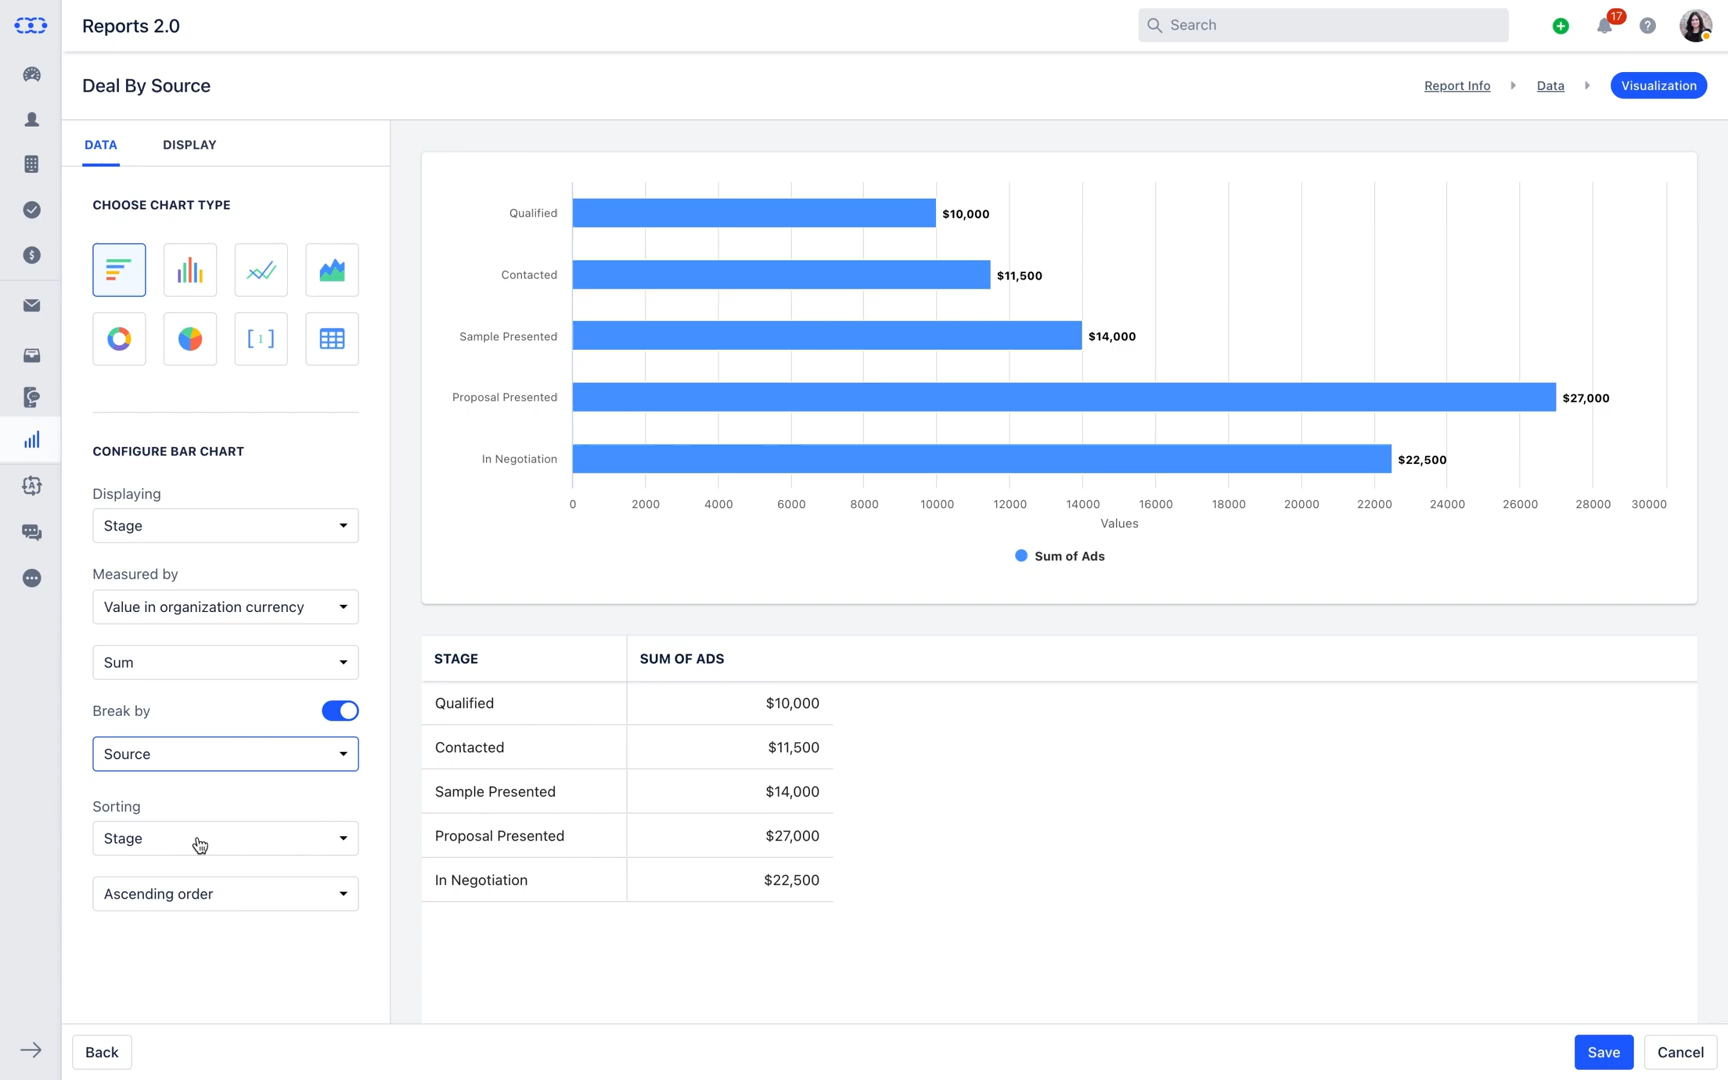 Reports 2.0
Search
17
Deal By Source
Report Info
Data
Visualization
DATA
DISPLAY
CHOOSE CHART TYPE
CONFIGURE BAR CHART
Displaying
Stage
Measured by
Value in organization currency
Sum
Break by
Source
Sorting
Stage
Ascending order
Qualified
$10,000
Contacted
$11,500
Sample Presented
$14,000
Proposal Presented
$27,000
In Negotiation
$22,500
0 2000 4000 6000 8000 10000 12000 14000 16000 18000 20000 22000 24000 26000 28000 30000
Values
Sum of Ads
STAGE SUM OF ADS
Qualified $10,000
Contacted $11,500
Sample Presented $14,000
Proposal Presented $27,000
In Negotiation $22,500
Back
Save
Cancel